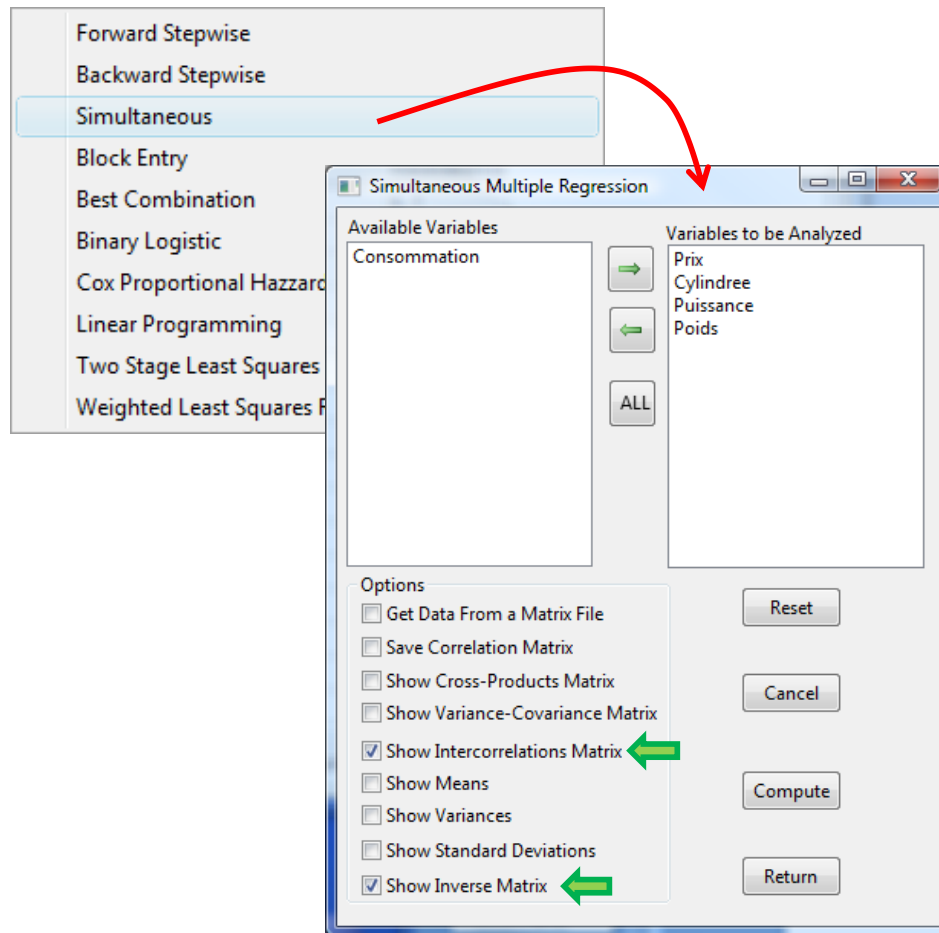 Forward Stepwise
Backward Stepwise
Simultaneous
Block Entry
Best Combination
Binary Logistic
Cox Proportional Hazzard
Linear Programming
Two Stage Least Squares
Weighted Least Squares
Simultaneous Multiple Regression
Available Variables
Consommation
Variables to be Analyzed
Prix
Cylindree
Puissance
Poids
ALL
Options
Get Data From a Matrix File
Save Correlation Matrix
Show Cross-Products Matrix
Show Variance-Covariance Matrix
Show Intercorrelations Matrix
Show Means
Show Variances
Show Standard Deviations
Show Inverse Matrix
Reset
Cancel
Compute
Return